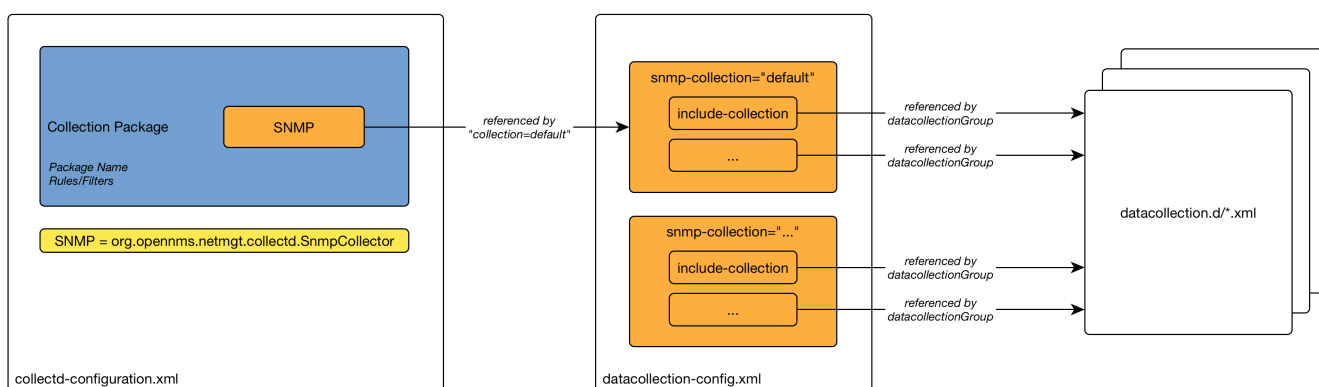 Collection Package
SNMP
Package Name
Rules/Filters
SNMP = org.opennms.netmgt.collectd.SnmpCollector
collectd-configuration.xml
referenced by
"collection=default"
snmp-collection="default"
include-collection
...
snmp-collection="..."
include-collection
...
datacollection-config.xml
referenced by
datacollectionGroup
referenced by
datacollectionGroup
referenced by
datacollectionGroup
referenced by
datacollectionGroup
datacollection.d/*.xml